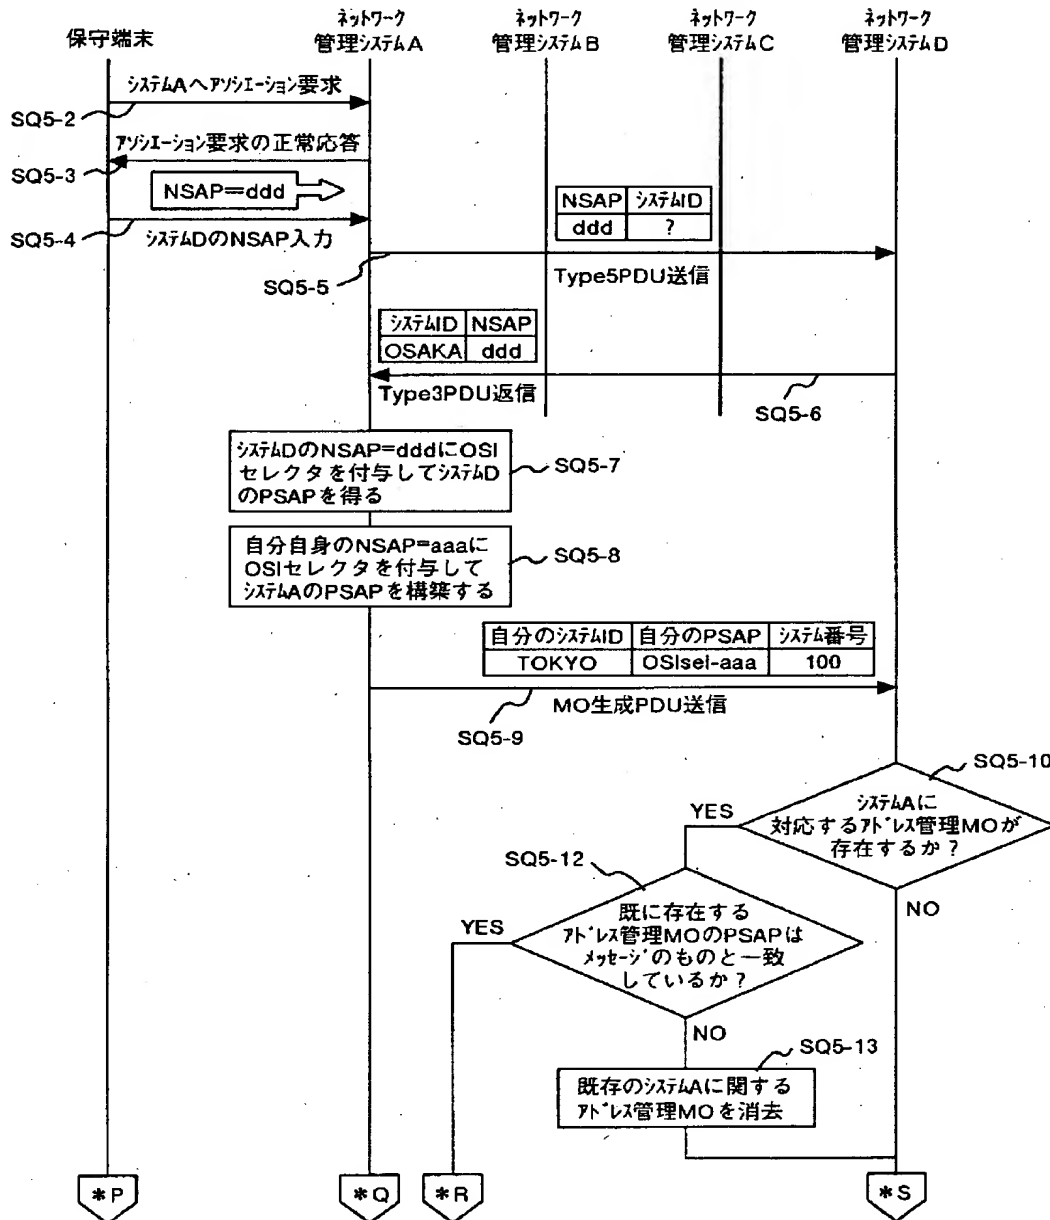 保守端末
ネットワーク
管理システムA
ネットワーク
管理システムB
ネットワーク
管理システムC
ネットワーク
管理システムD
システムAへアソシエーション要求
SQ5-2
アソシエーション要求の正常応答
SQ5-3
NSAP=ddd
SQ5-4
システムDのNSAP入力
NSAP システムID
ddd ?
SQ5-5
Type5PDU送信
システムID NSAP
OSAKA ddd
Type3PDU返信
SQ5-6
システムDのNSAP=dddにOSI
セレクタを付与してシステムD
のPSAPを得る
SQ5-7
自分自身のNSAP=aaaに
OSIセレクタを付与して
システムAのPSAPを構築する
SQ5-8
自分のシステムID 自分のPSAP システム番号
TOKYO OSIsel-aaa 100
MO生成PDU送信
SQ5-9
SQ5-10
システムAに
対応するアドレス管理MOが
存在するか?
YES
NO
SQ5-12
既に存在する
アドレス管理MOのPSAPは
メッセージのものと一致
しているか?
YES
NO
SQ5-13
既存のシステムAに関する
アドレス管理MOを消去
*P
*Q
*R
*S